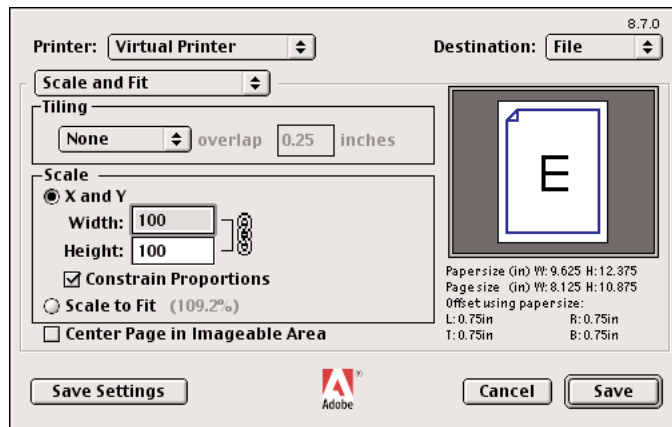 8.7.0
Printer: Virtual Printer Destination: File
Scale and Fit
Tiling
None overlap 0.25 inches
Scale
X and Y
Width: 100
Height: 100
Constrain Proportions
Scale to Fit (109.2%)
Center Page in Imageable Area
E
Papersize (in) W: 9.625 H: 12.375
Pagesize (in) W: 8.125 H: 10.875
Offset using papersize:
L: 0.75in R: 0.75in
T: 0.75in B: 0.75in
Save Settings Adobe® Cancel Save